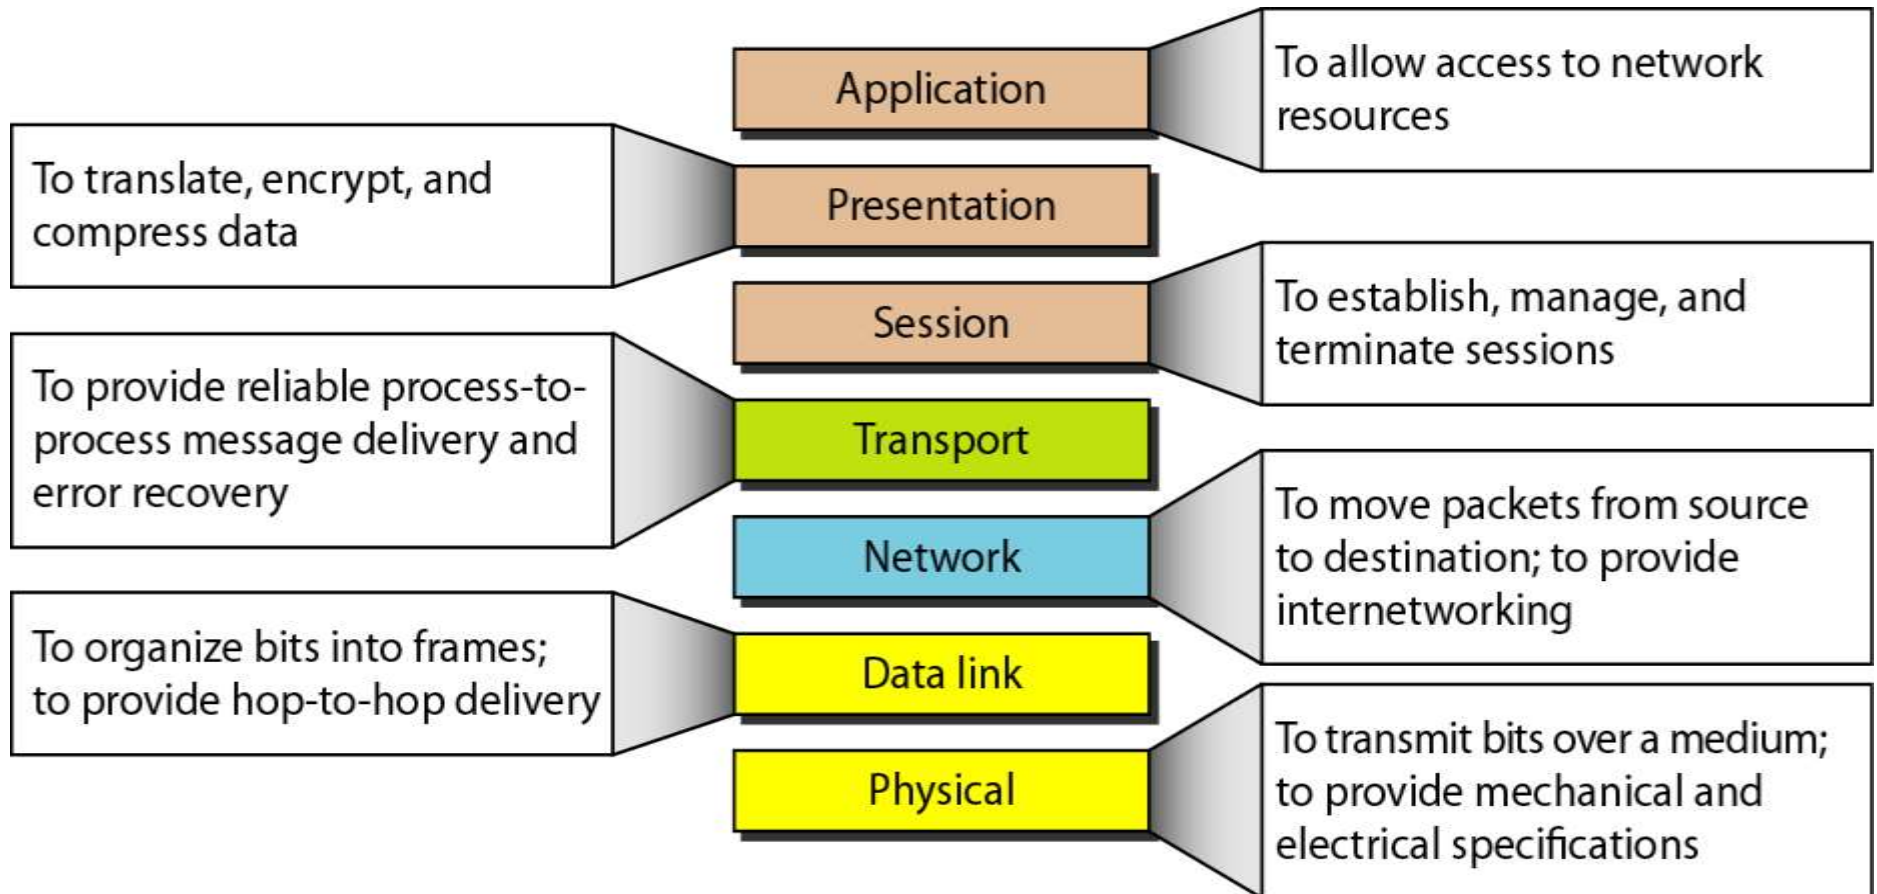 Application
To allow access to network
resources
To translate, encrypt, and
compress data
Presentation
Session
To establish, manage, and
terminate sessions
To provide reliable process-to-
process message delivery and
error recovery
Transport
Network
To move packets from source
to destination; to provide
internetworking
To organize bits into frames;
to provide hop-to-hop delivery
Data link
Physical
To transmit bits over a medium;
to provide mechanical and
electrical specifications